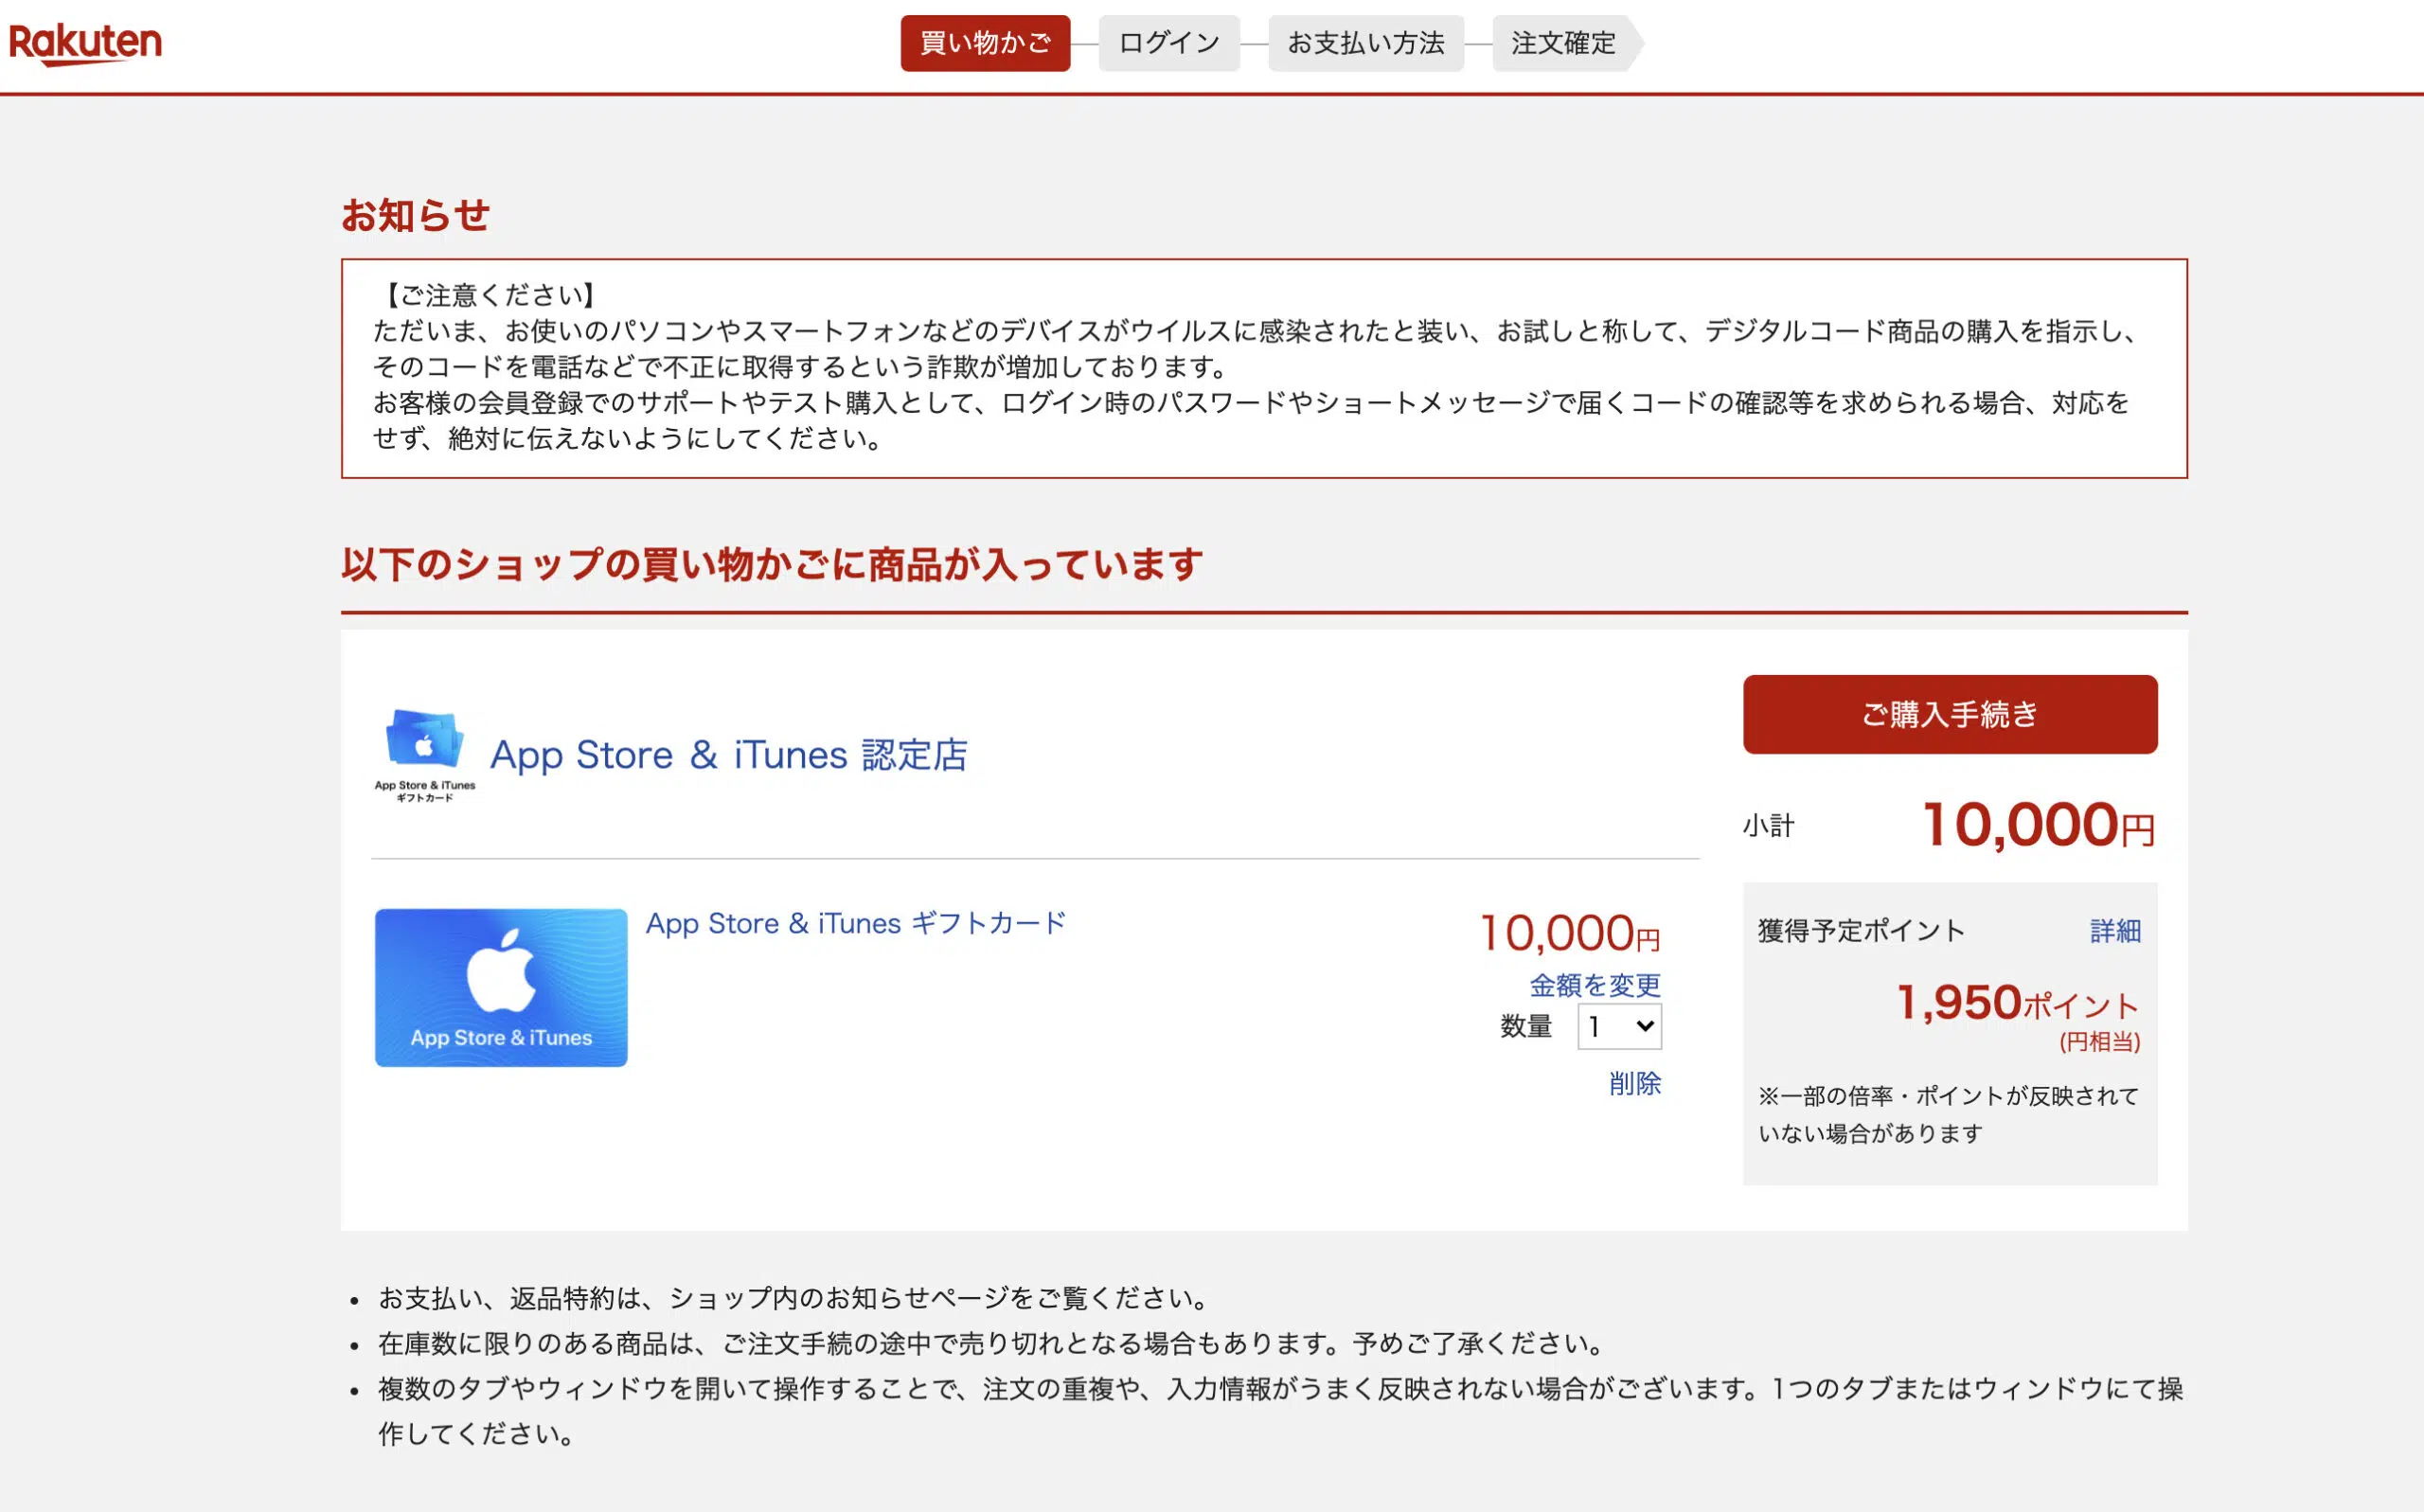 Rakuten
買い物かご
ログイン
お支払い方法
注文確定
お知らせ
【ご注意ください】
ただいま、お使いのパソコンやスマートフォンなどのデバイスがウイルスに感染されたと装い、お試しと称して、デジタルコード商品の購入を指示し、
そのコードを電話などで不正に取得するという詐欺が増加しております。
お客様の会員登録でのサポートやテスト購入として、ログイン時のパスワードやショートメッセージで届くコードの確認等を求められる場合、対応を
せず、絶対に伝えないようにしてください。
以下のショップの買い物かごに商品が入っています
App Store & iTunes
ギフトカード
App Store ＆ iTunes 認定店
ご購入手続き
小計
10,000円
App Store & iTunes
App Store & iTunes ギフトカード
10,000円
金額を変更
数量 1
削除
獲得予定ポイント
詳細
1,950ポイント
(円相当)
※一部の倍率・ポイントが反映されて
いない場合があります
• お支払い、返品特約は、ショップ内のお知らせページをご覧ください。
• 在庫数に限りのある商品は、ご注文手続の途中で売り切れとなる場合もあります。予めご了承ください。
• 複数のタブやウィンドウを開いて操作することで、注文の重複や、入力情報がうまく反映されない場合がございます。1つのタブまたはウィンドウにて操
作してください。